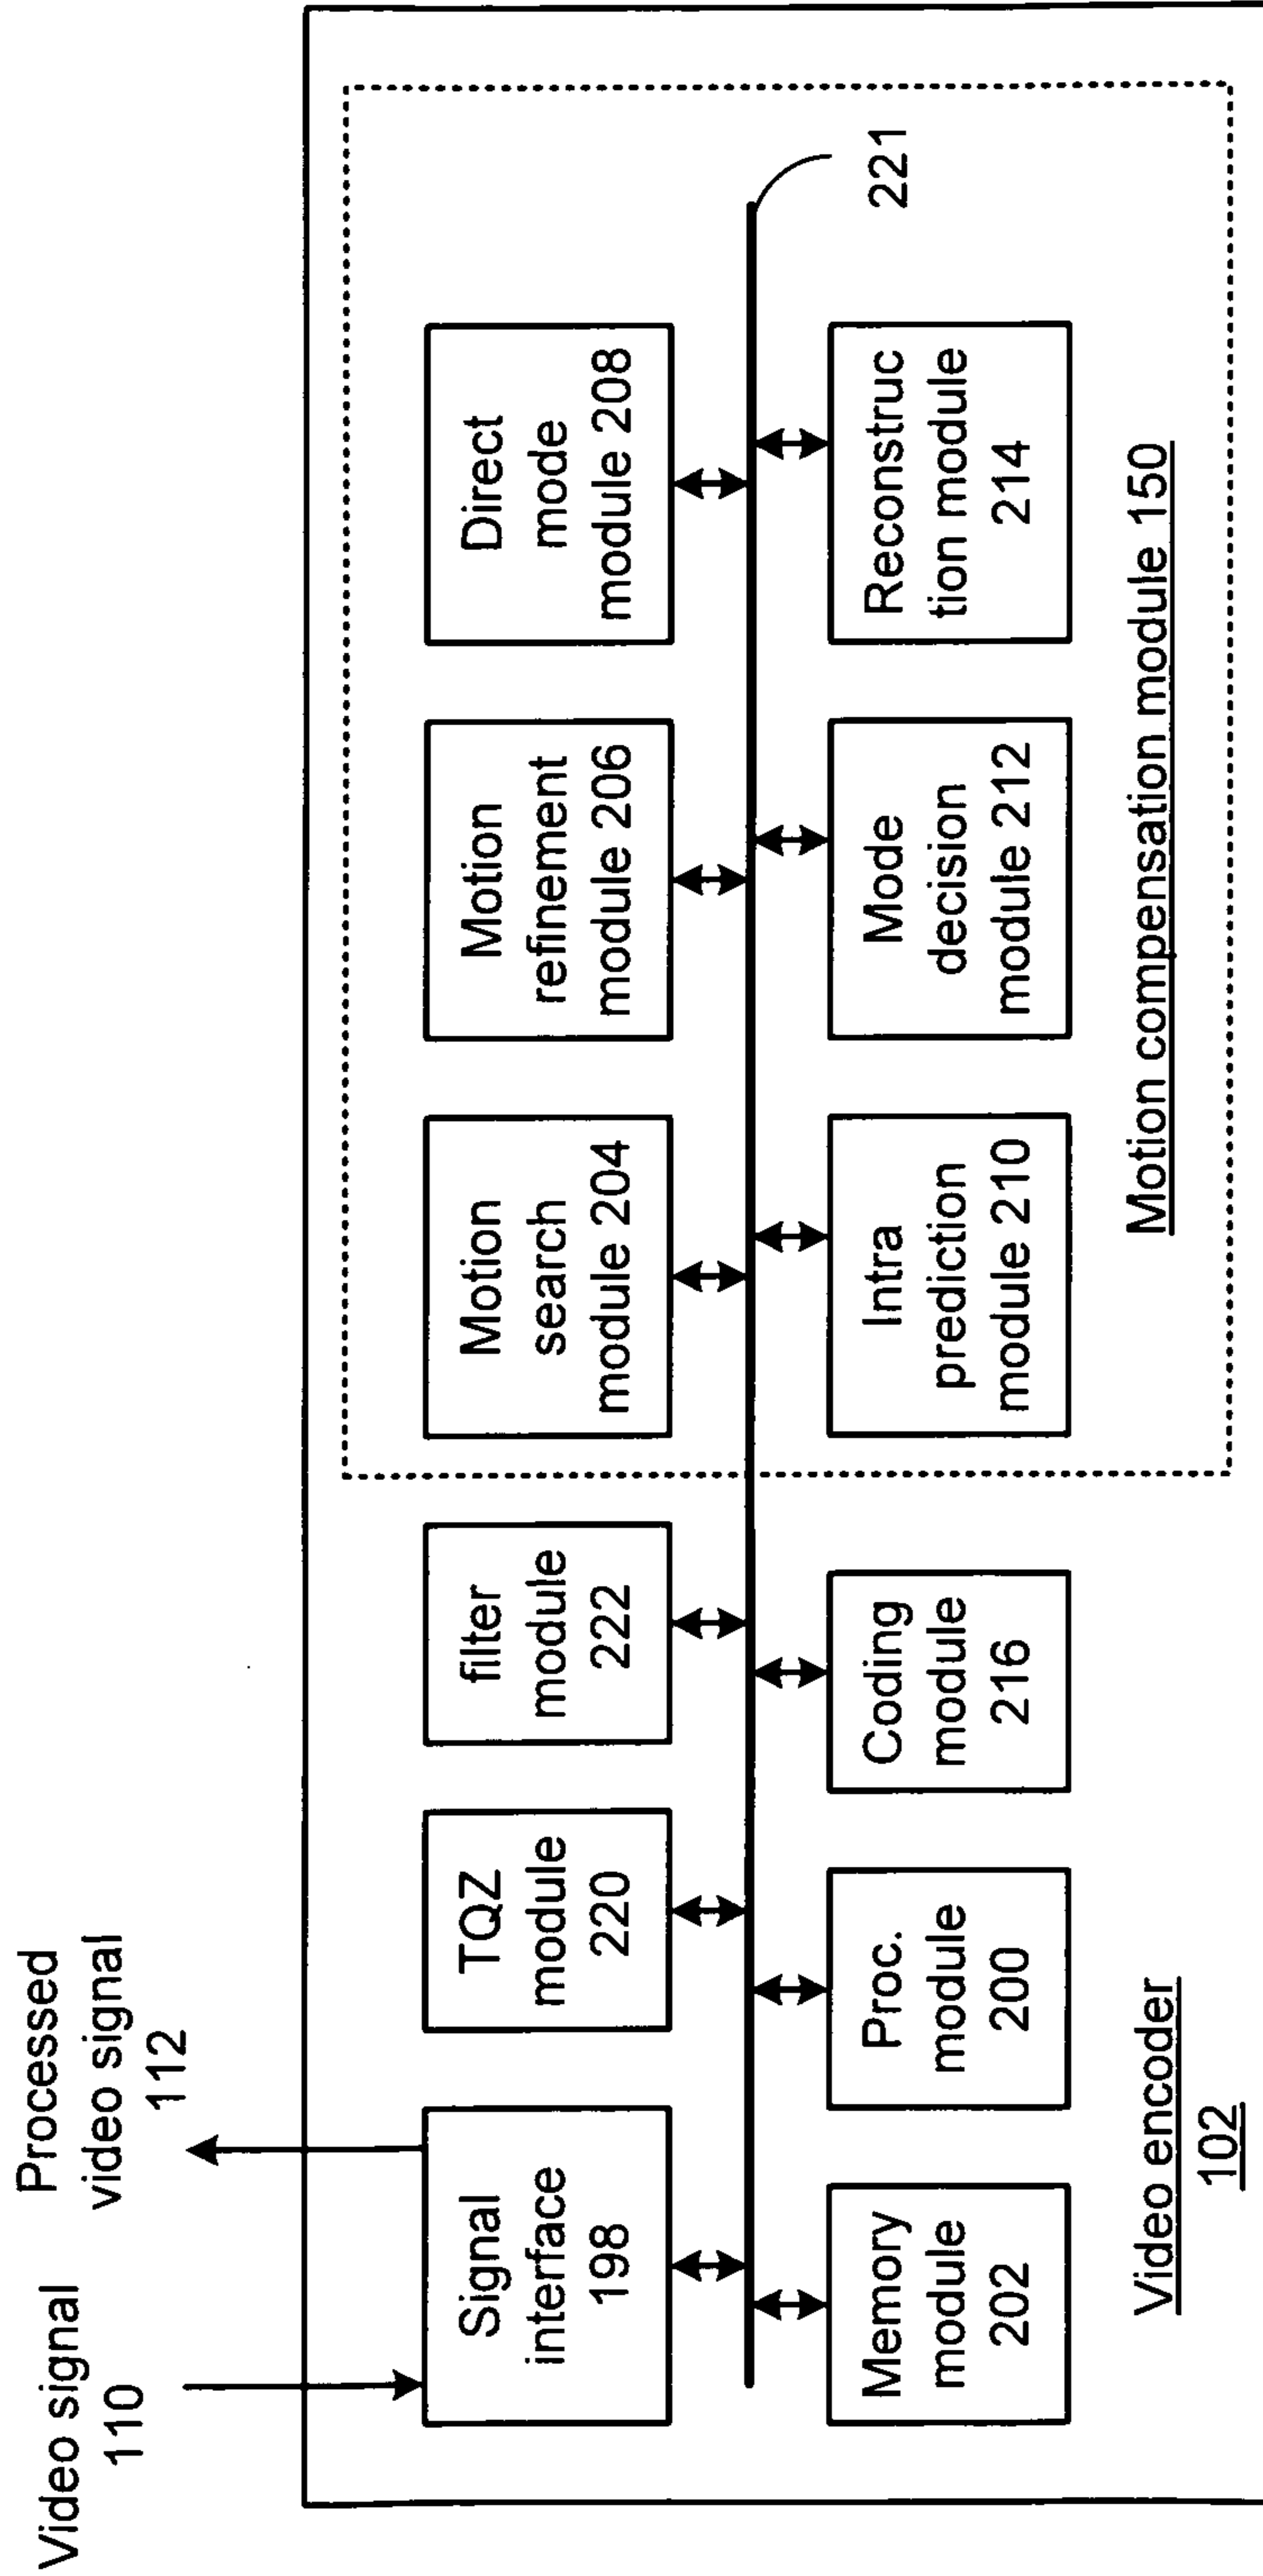 Video signal
110
Processed
video signal
112
Signal
interface
198
TQZ
module
220
filter
module
222
Motion
search
module 204
Motion
refinement
module 206
Direct
mode
module 208
221
Memory
module
202
Proc.
module
200
Coding
module
216
Intra
prediction
module 210
Mode
decision
module 212
Reconstruc
tion module
214
Video encoder
102
Motion compensation module 150